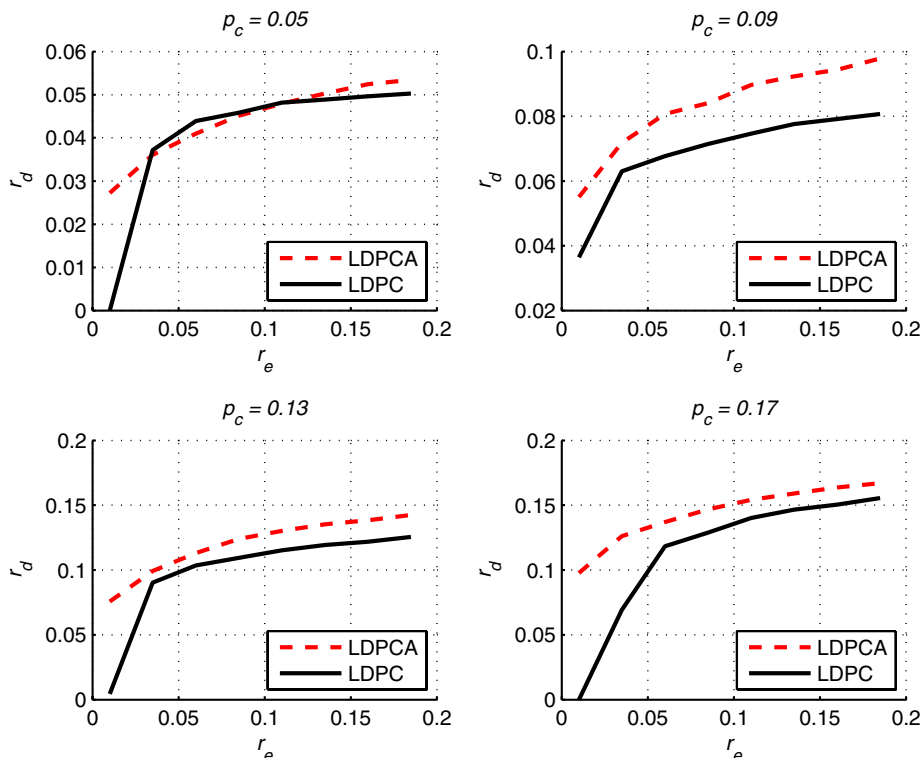 p_c = 0.05
0.06
0.05
0.04
0.03
0.02
0.01
0
r_d
LDPCA
LDPC
0 0.05 0.1 0.15 0.2
r_e
p_c = 0.09
0.1
0.08
0.06
0.04
0.02
r_d
LDPCA
LDPC
0 0.05 0.1 0.15 0.2
r_e
p_c = 0.13
0.2
0.15
0.1
0.05
0
r_d
LDPCA
LDPC
0 0.05 0.1 0.15 0.2
r_e
p_c = 0.17
0.2
0.15
0.1
0.05
0
r_d
LDPCA
LDPC
0 0.05 0.1 0.15 0.2
r_e